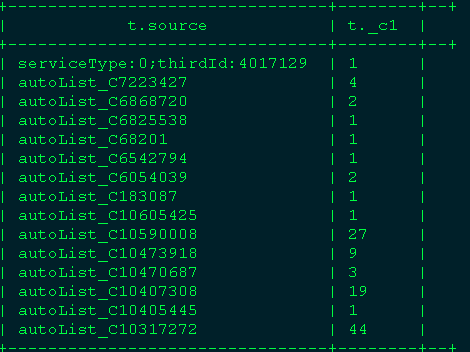 +--------------------------------+---------+--+
| t.source | t._c1 |
+--------------------------------+---------+--+
| serviceType:0;thirdId:4017129 | 1 |
| autoList_C7223427 | 4 |
| autoList_C6868720 | 2 |
| autoList_C6825538 | 1 |
| autoList_C68201 | 1 |
| autoList_C6542794 | 1 |
| autoList_C6054039 | 2 |
| autoList_C183087 | 1 |
| autoList_C10605425 | 1 |
| autoList_C10590008 | 27 |
| autoList_C10473918 | 9 |
| autoList_C10470687 | 3 |
| autoList_C10407308 | 19 |
| autoList_C10405445 | 1 |
| autoList_C10317272 | 44 |
+--------------------------------+---------+--+